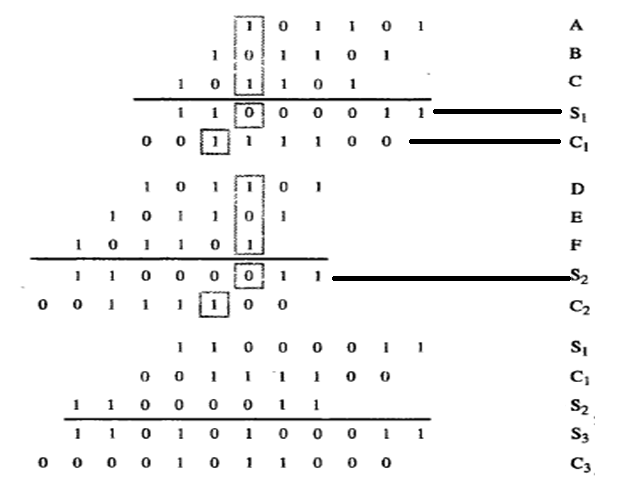 1 0 1 1 0 1 A
1 0 1 1 0 1 B
1 0 1 1 0 1 C
1 1 0 0 0 0 1 1 S1
0 0 1 1 1 1 0 0 C1
1 0 1 1 0 1 D
1 0 1 1 0 1 E
1 0 1 1 0 1 F
1 1 0 0 0 0 1 1 S2
0 0 1 1 1 1 0 0 C2
1 1 0 0 0 0 1 1 S1
0 0 1 1 1 1 0 0 C1
1 1 0 0 0 0 1 1 S2
1 1 0 1 0 1 0 0 0 1 1 S3
0 0 0 0 1 0 1 1 0 0 0 C3